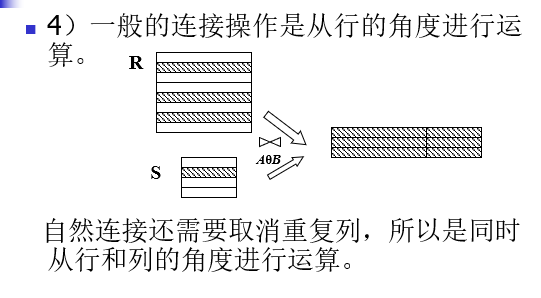 4）一般的连接操作是从行的角度进行运
算。
R
AθB
S
自然连接还需要取消重复列，所以是同时
从行和列的角度进行运算。